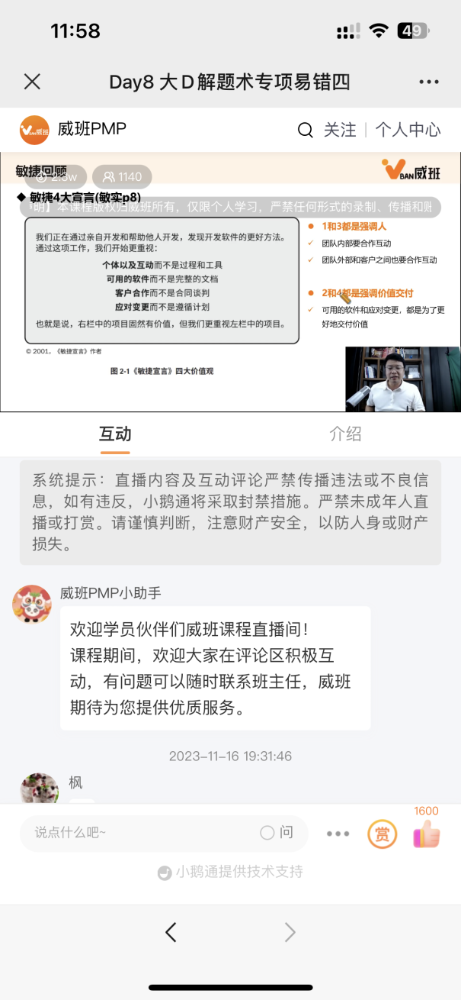 11:58
49
Day8 大D解题术专项易错四
威班PMP
关注
个人中心
敏捷回顾
2.8w
1140
VBAN威班
敏捷4大宣言(敏实p8)
明】本课程版权归威班所有，仅限个人学习，严禁任何形式的录制、传播和贩
我们正在通过亲自开发和帮助他人开发，发现开发软件的更好方法。
通过这项工作，我们开始更重视：
个体以及互动而不是过程和工具
可用的软件而不是完整的文档
客户合作而不是合同谈判
应对变更而不是遵循计划
也就是说，右栏中的项目固然有价值，但我们更重视左栏中的项目。
© 2001，《敏捷宣言》作者
图 2-1《敏捷宣言》四大价值观
1和3都是强调人
团队内部要合作互动
团队外部和客户之间也要合作互动
2和4都是强调价值交付
可用的软件和应对变更，都是为了更
好地交付价值
互动
介绍
系统提示：直播内容及互动评论严禁传播违法或不良信
息，如有违反，小鹅通将采取封禁措施。严禁未成年人直
播或打赏。请谨慎判断，注意财产安全，以防人身或财产
损失。
威班PMP小助手
欢迎学员伙伴们威班课程直播间！
课程期间，欢迎大家在评论区积极互
动，有问题可以随时联系班主任，威班
期待为您提供优质服务。
2023-11-16 19:31:46
枫
1600
说点什么吧~
问
赏
小鹅通提供技术支持